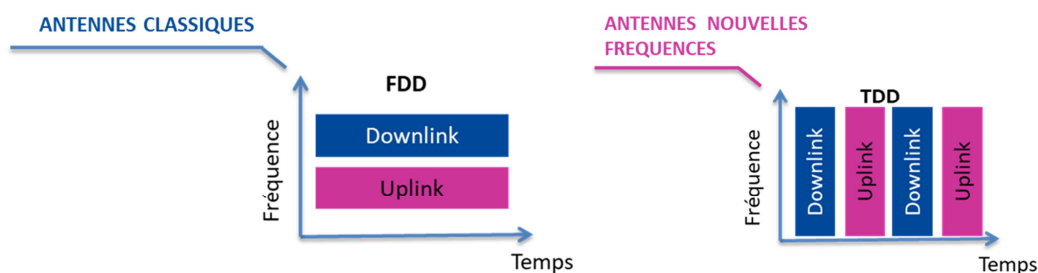 ANTENNES CLASSIQUES
FDD
Fréquence
Downlink
Uplink
Temps
ANTENNES NOUVELLES
FREQUENCES
TDD
Fréquence
Downlink
Uplink
Downlink
Uplink
Temps